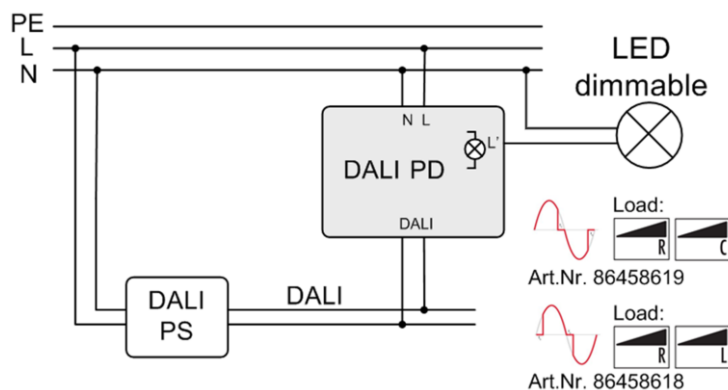 PE
L
N
LED
dimmable
N L
L'
DALI PD
DALI
Load:
R
C
Art.Nr. 86458619
DALI
PS
DALI
Load:
R
L
Art.Nr. 86458618